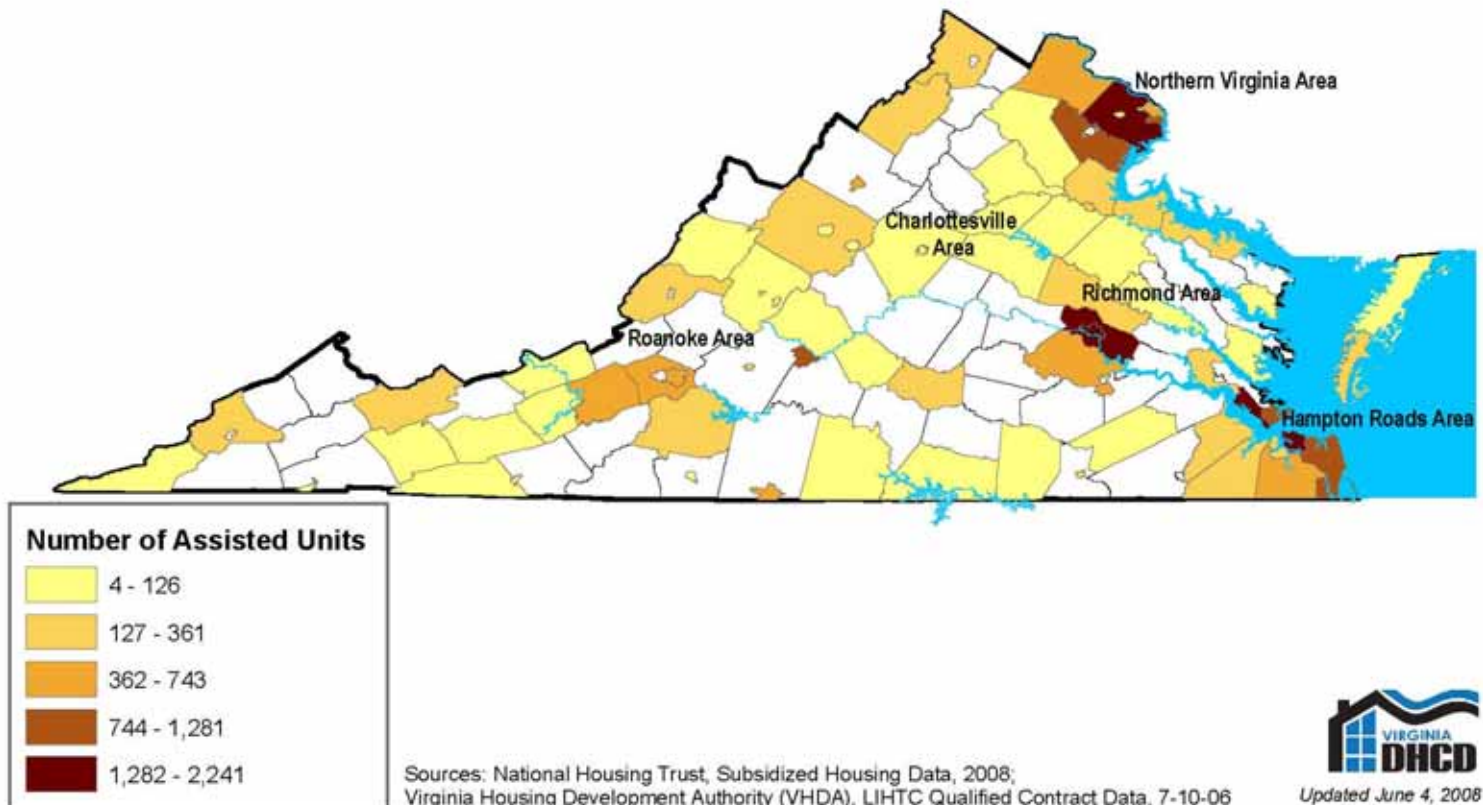 Northern Virginia Area
Charlottesville
Area
Richmond Area
Roanoke Area
Hampton Roads Area
Number of Assisted Units
4 - 126
127 - 361
362 - 743
744 - 1,281
1,282 - 2,241
Sources: National Housing Trust, Subsidized Housing Data, 2008;
Virginia Housing Development Authority (VHDA), LIHTC Qualified Contract Data, 7-10-06
VIRGINIA
DHCD
Updated June 4, 2008